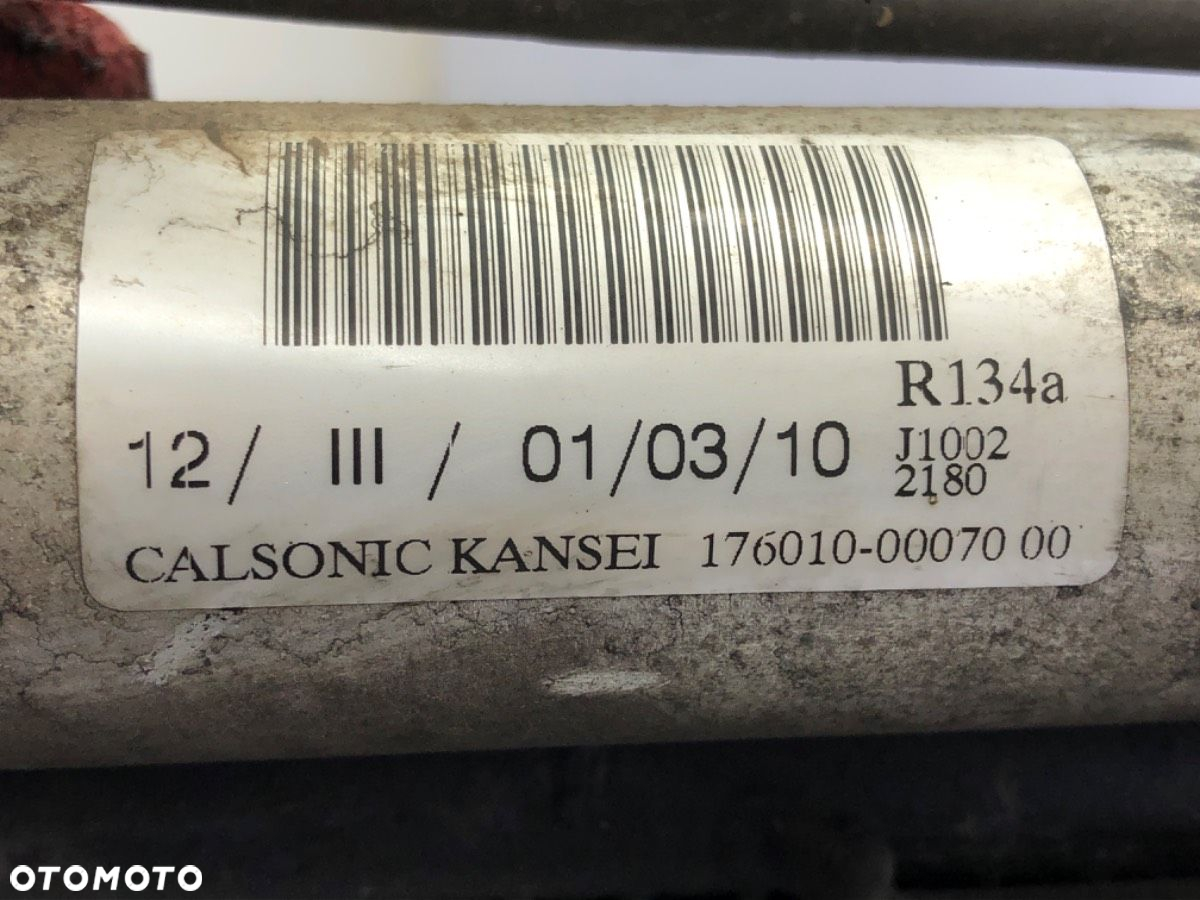 R134a
12/ III / 01/03/10 J1002
2180
CALSONIC KANSEI 176010-00070 00
OTOMOTO